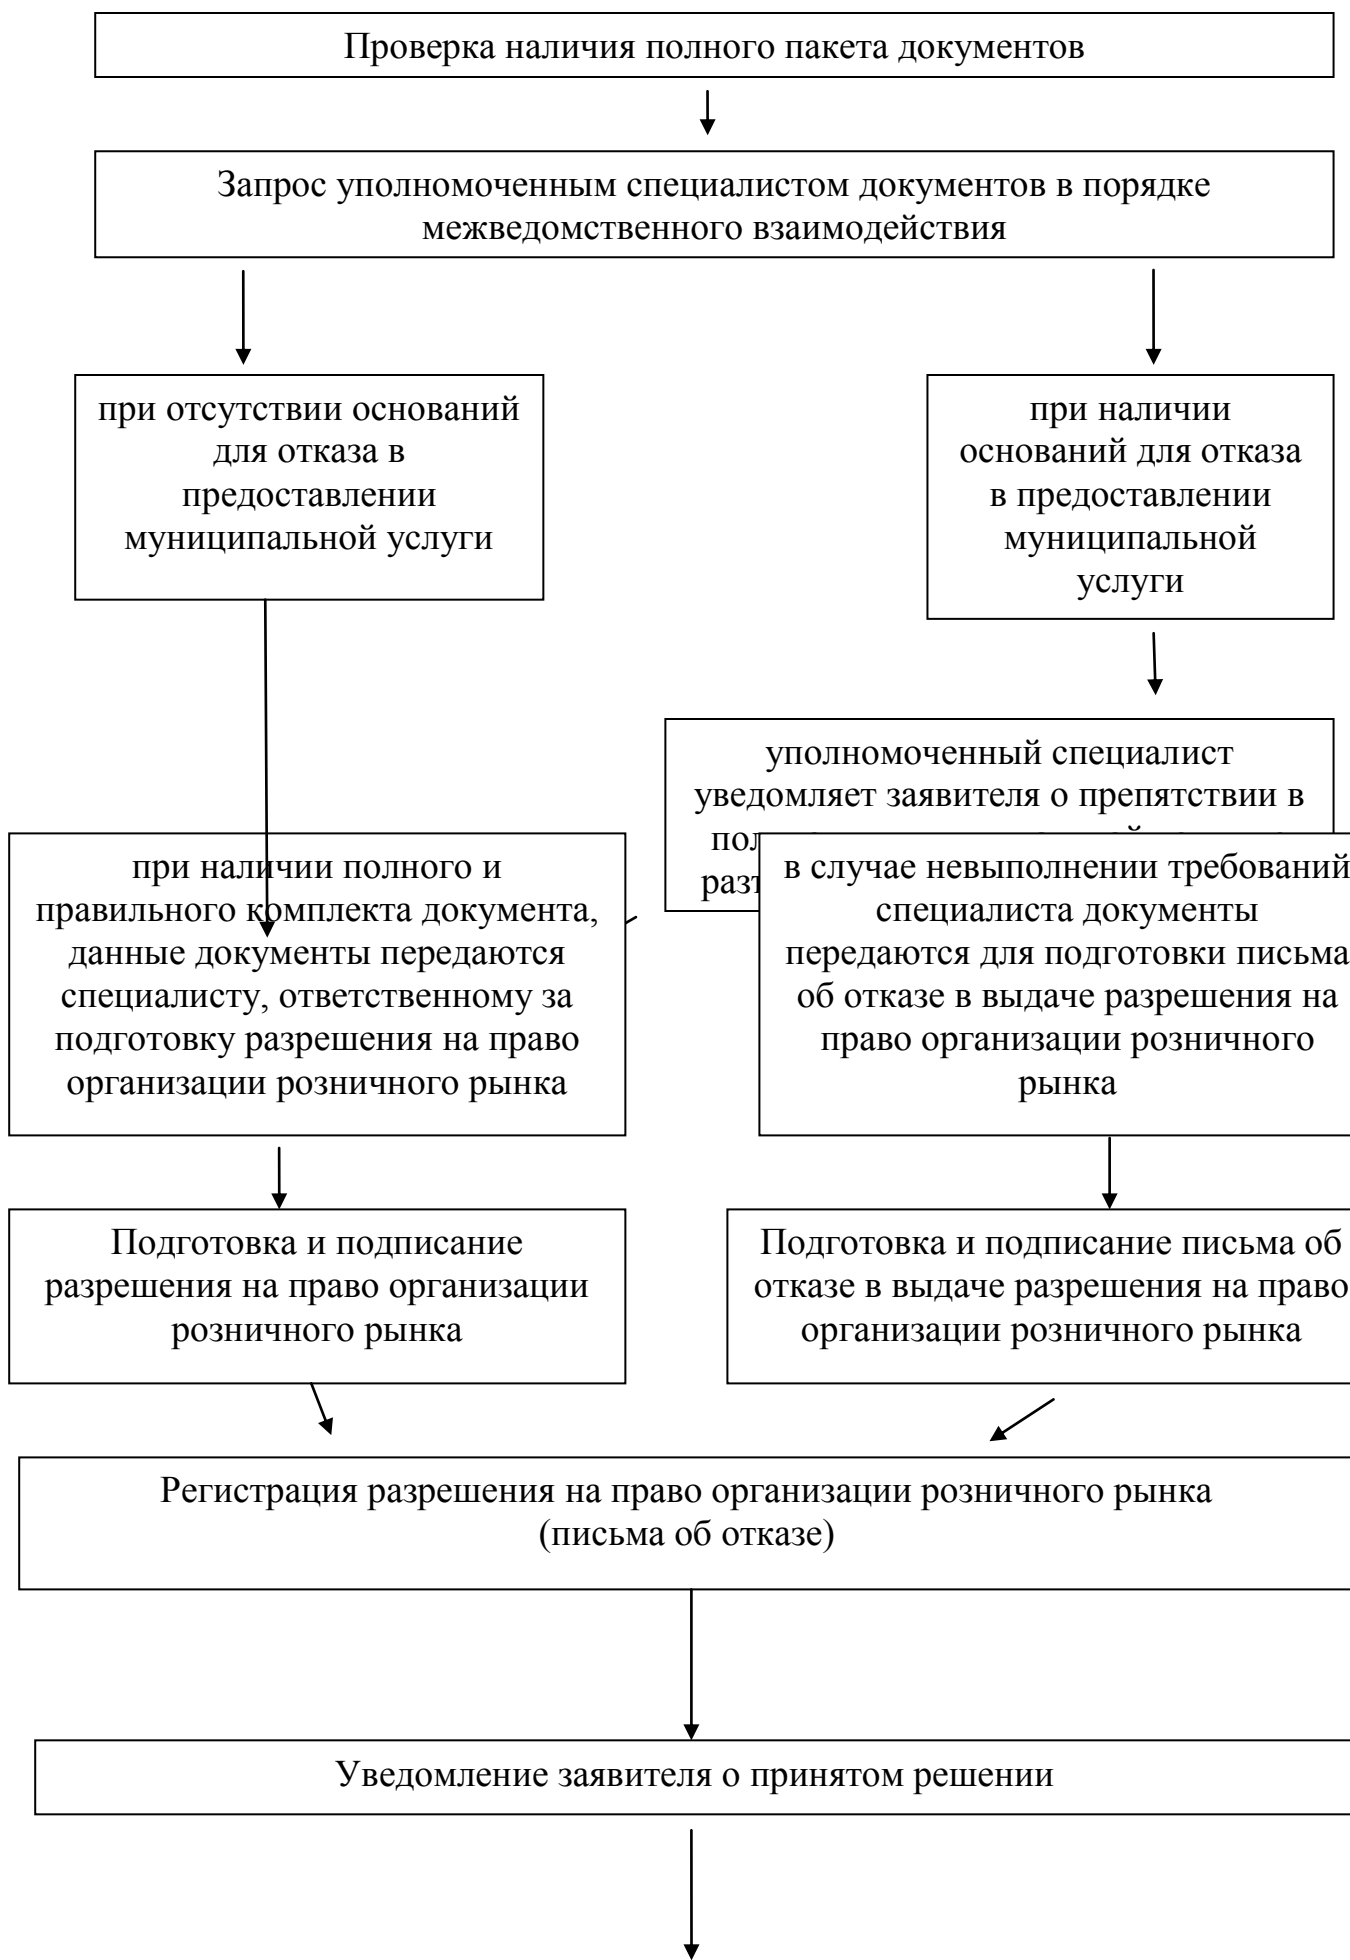 Проверка наличия полного пакета документов
Запрос уполномоченным специалистом документов в порядке
межведомственного взаимодействия
при отсутствии оснований
для отказа в
предоставлении
муниципальной услуги
при наличии
оснований для отказа
в предоставлении
муниципальной
услуги
уполномоченный специалист
уведомляет заявителя о препятствии в
при наличии полного и
правильного комплекта документа,
данные документы передаются
специалисту, ответственному за
подготовку разрешения на право
организации розничного рынка
в случае невыполнении требований
специалиста документы
передаются для подготовки письма
об отказе в выдаче разрешения на
право организации розничного
рынка
Подготовка и подписание
разрешения на право организации
розничного рынка
Подготовка и подписание письма об
отказе в выдаче разрешения на право
организации розничного рынка
Регистрация разрешения на право организации розничного рынка
(письма об отказе)
Уведомление заявителя о принятом решении